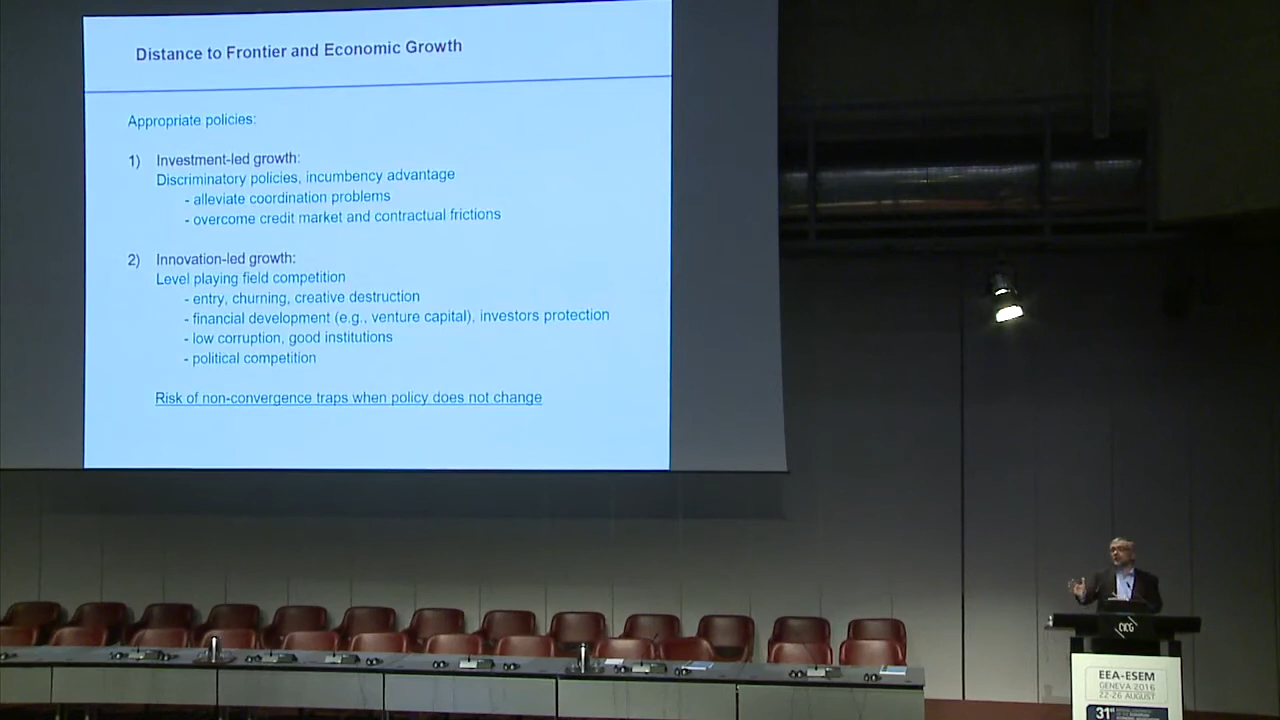 Distance to Frontier and Economic Growth
Appropriate policies:
1) Investment-led growth:
Discriminatory policies, incumbency advantage
- alleviate coordination problems
- overcome credit market and contractual frictions
2) Innovation-led growth:
Level playing field competition
- entry, churning, creative destruction
- financial development (e.g., venture capital), investors protection
- low corruption, good institutions
- political competition
Risk of non-convergence traps when policy does not change
CICG
EEA-ESEM
GENEVA 2016
22-26 AUGUST
31st